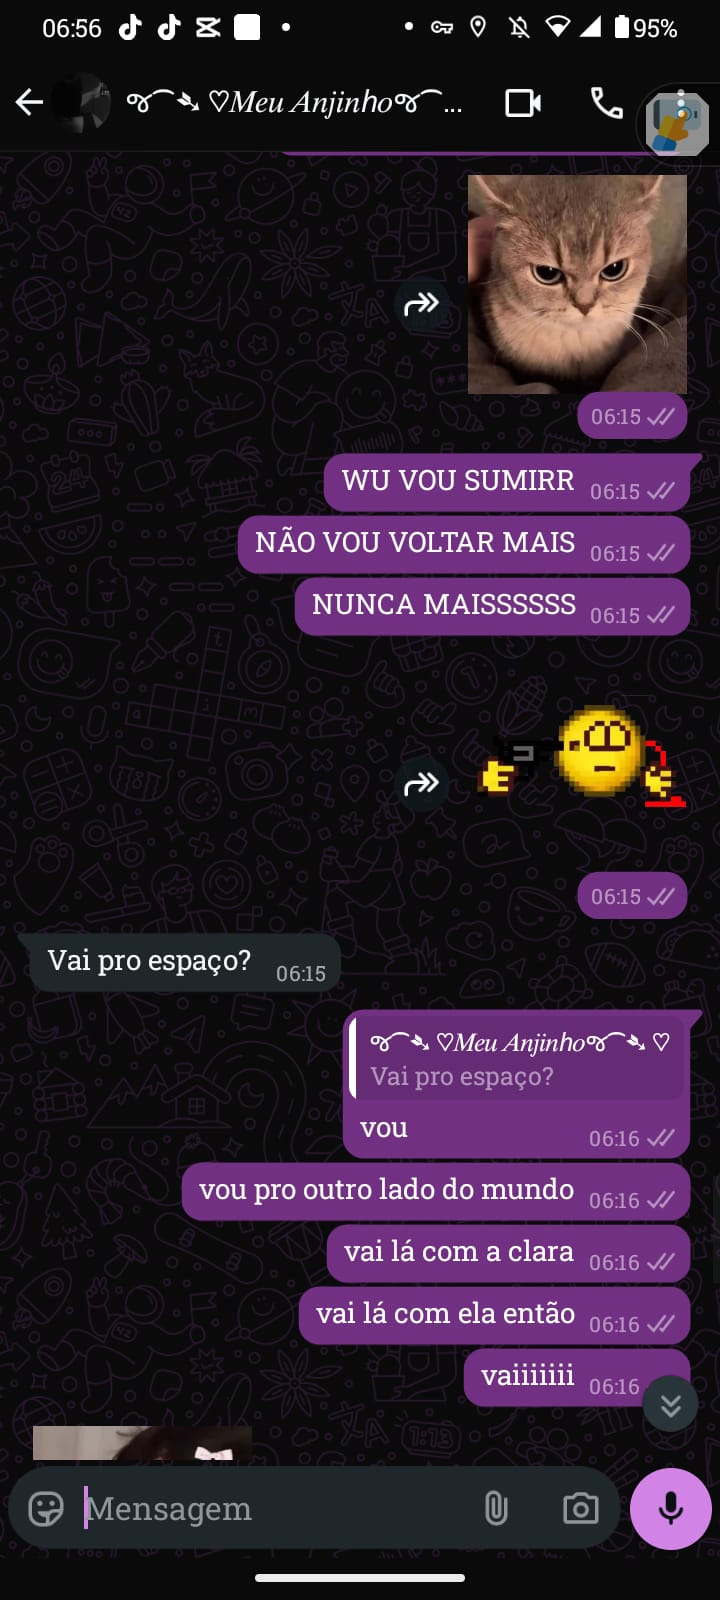 06:56
95%
♡Meu Anjinho...
06:15
WU VOU SUMIRR 06:15
NÃO VOU VOLTAR MAIS 06:15
NUNCA MAISSSSSS 06:15
06:15
Vai pro espaço? 06:15
♡Meu Anjinho ♡
Vai pro espaço?
vou 06:16
vou pro outro lado do mundo 06:16
vai lá com a clara 06:16
vai lá com ela então 06:16
vaiiiiiii 06:16
Mensagem